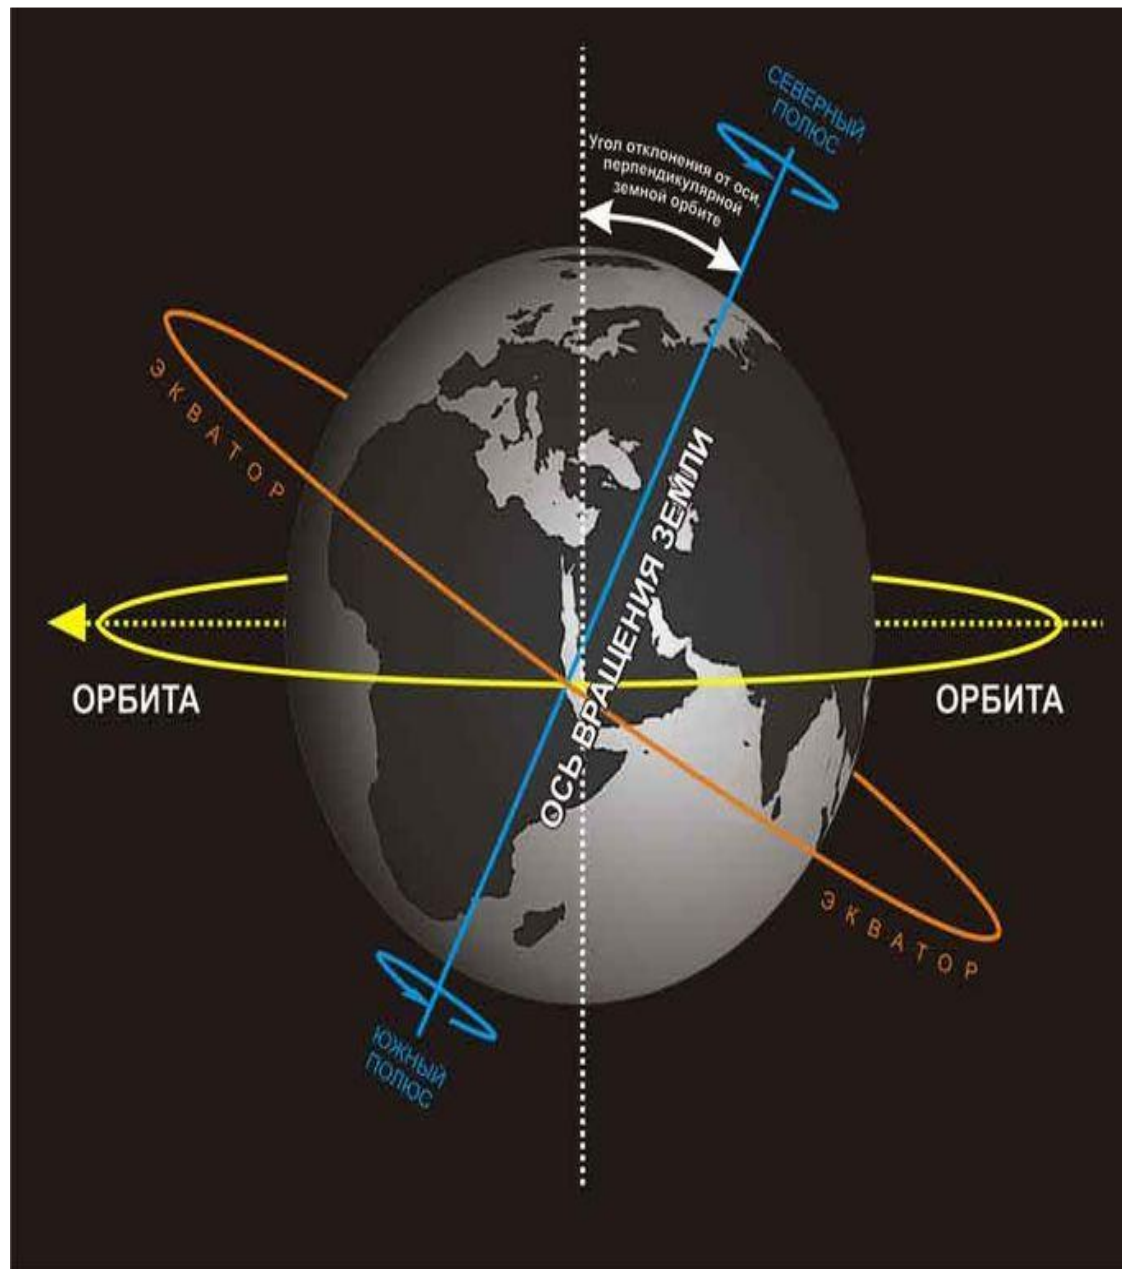 СЕВЕРНЫЙ
ПОЛЮС
Угол отклонения от оси,
перпендикулярной
земной орбите
ЭКВАТОР
ОСЬ ВРАЩЕНИЯ ЗЕМЛИ
ОРБИТА
ОРБИТА
ЭКВАТОР
ЮЖНЫЙ
ПОЛЮС